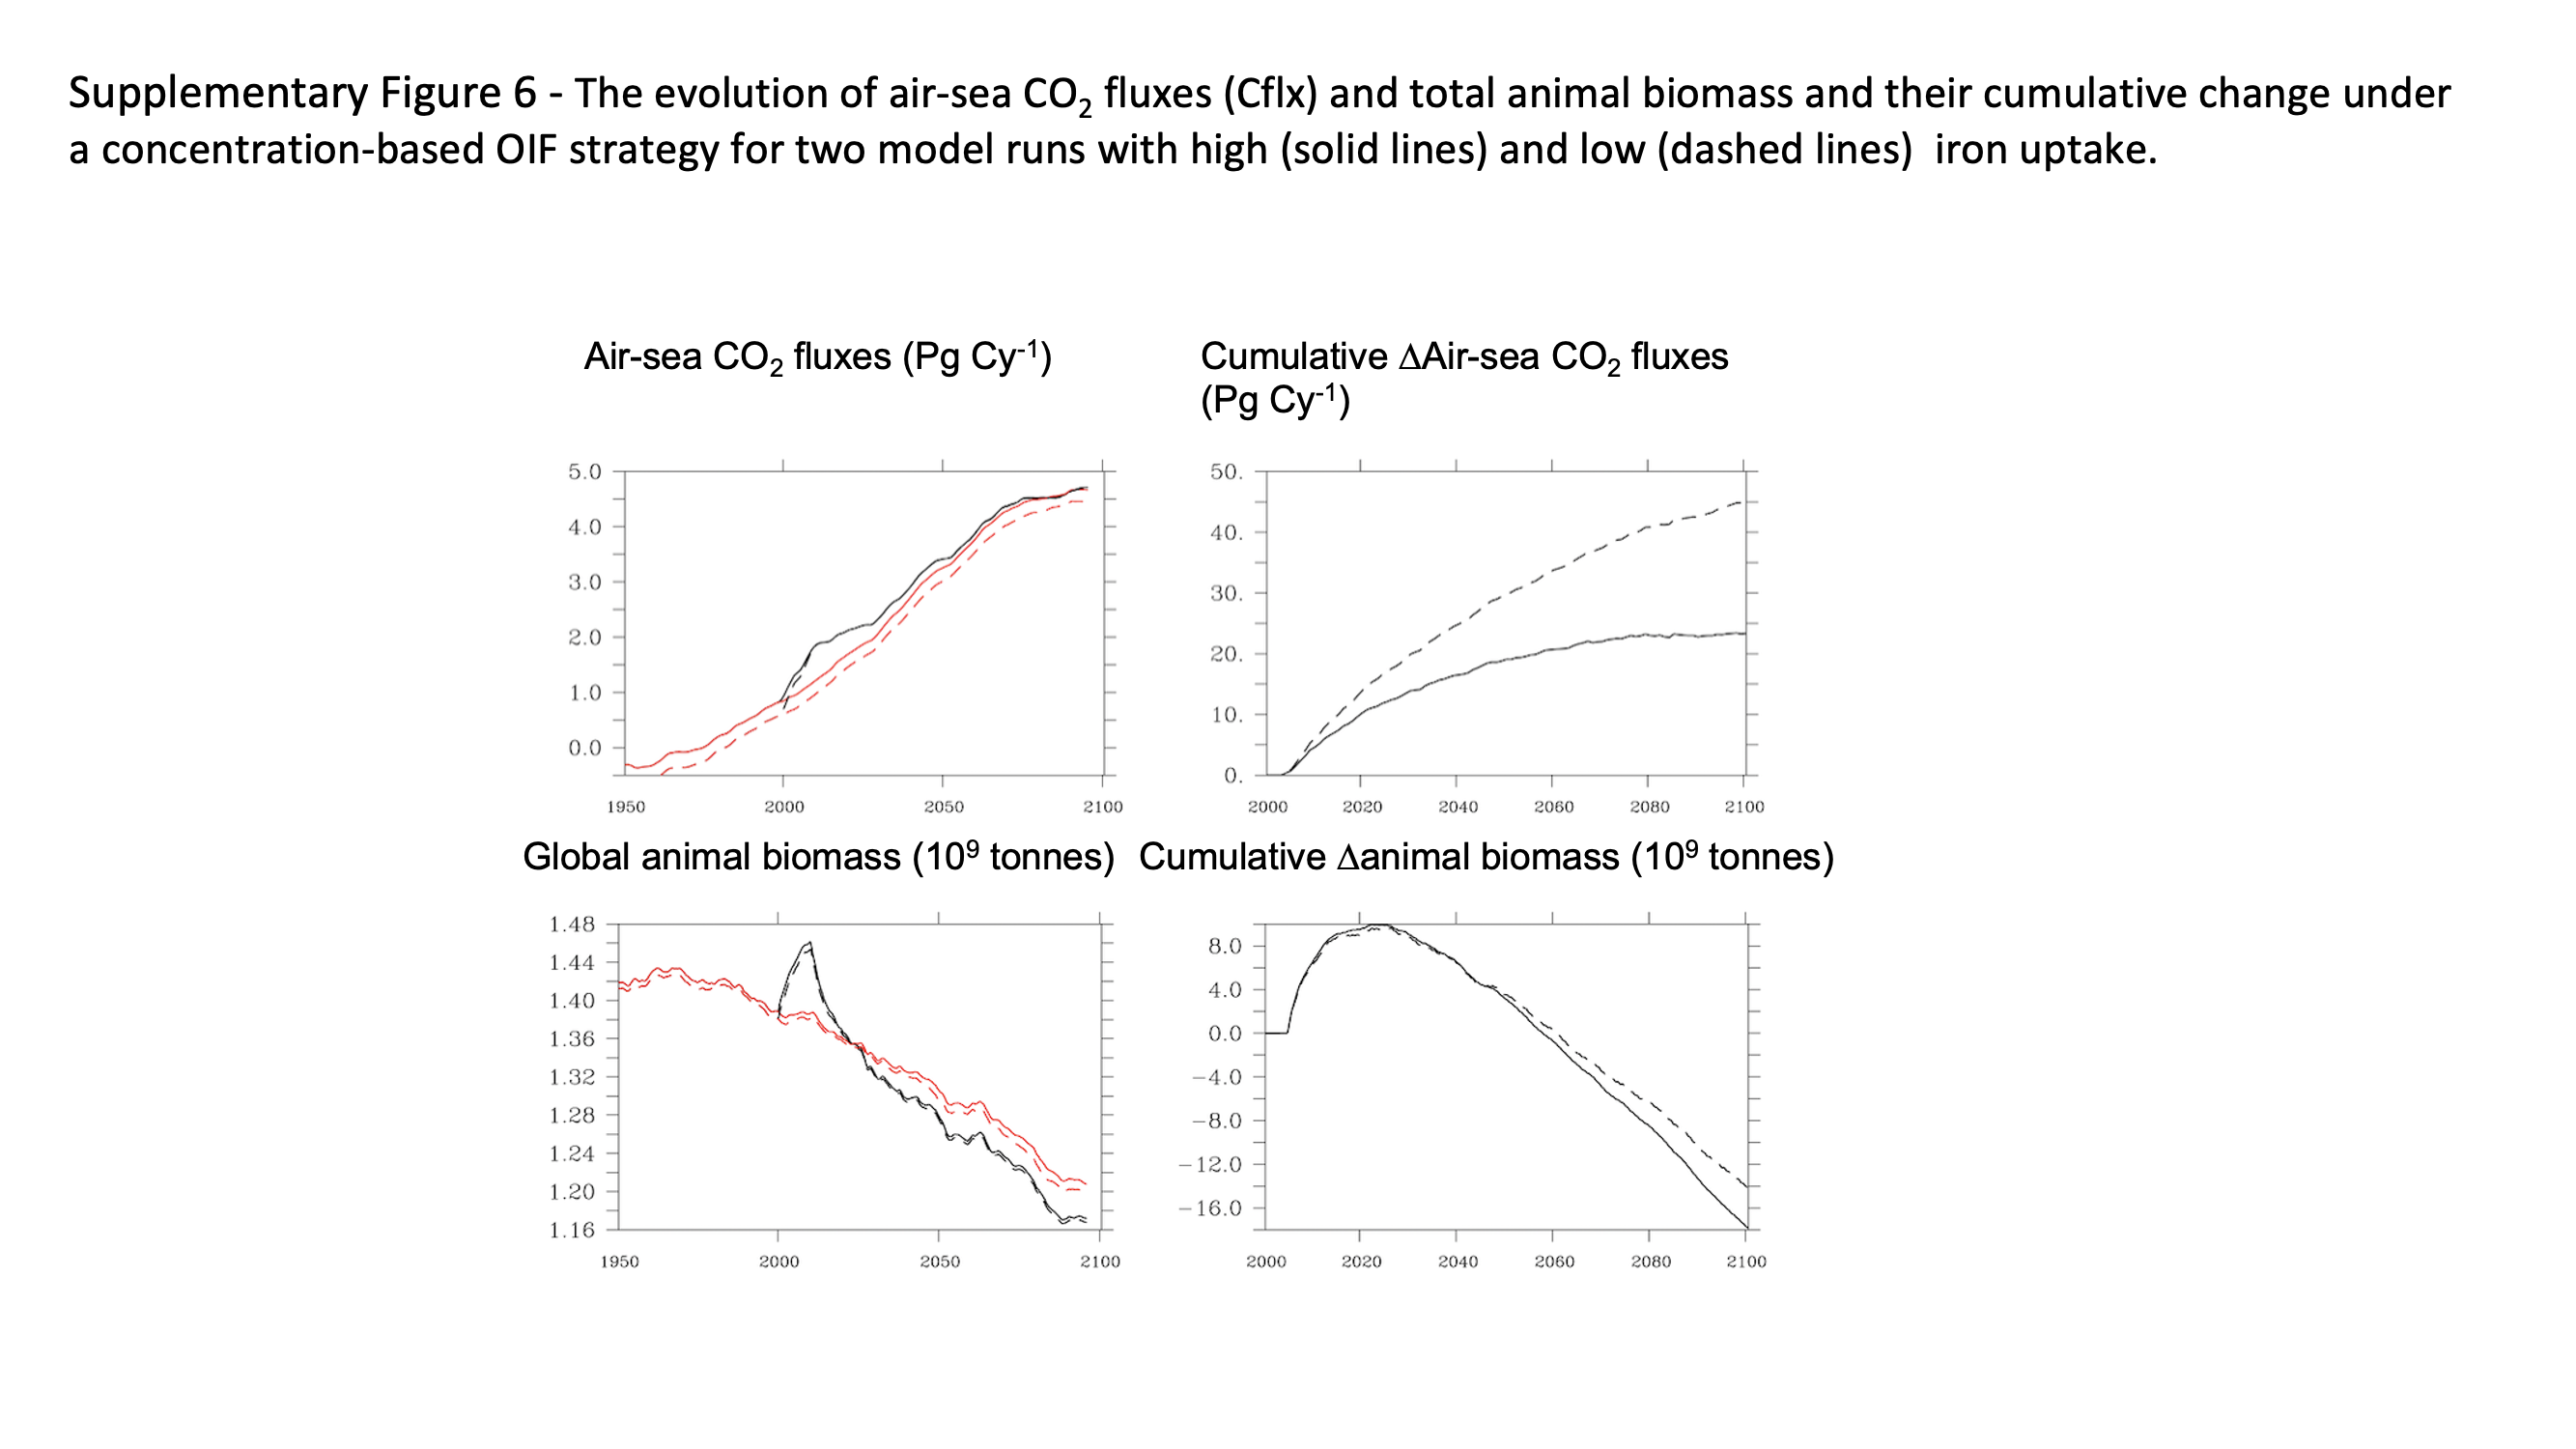 Supplementary Figure 6 - The evolution of air-sea CO₂ fluxes (Cflx) and total animal biomass and their cumulative change under
a concentration-based OIF strategy for two model runs with high (solid lines) and low (dashed lines)  iron uptake.
Air-sea CO₂ fluxes (Pg Cy⁻¹)
Cumulative ΔAir-sea CO₂ fluxes
(Pg Cy⁻¹)
5.0
4.0
3.0
2.0
1.0
0.0
1950 2000 2050 2100
50.
40.
30.
20.
10.
0.
2000 2020 2040 2060 2080 2100
Global animal biomass (10⁹ tonnes)
Cumulative Δanimal biomass (10⁹ tonnes)
1.48
1.44
1.40
1.36
1.32
1.28
1.24
1.20
1.16
1950 2000 2050 2100
8.0
4.0
0.0
−4.0
−8.0
−12.0
−16.0
2000 2020 2040 2060 2080 2100